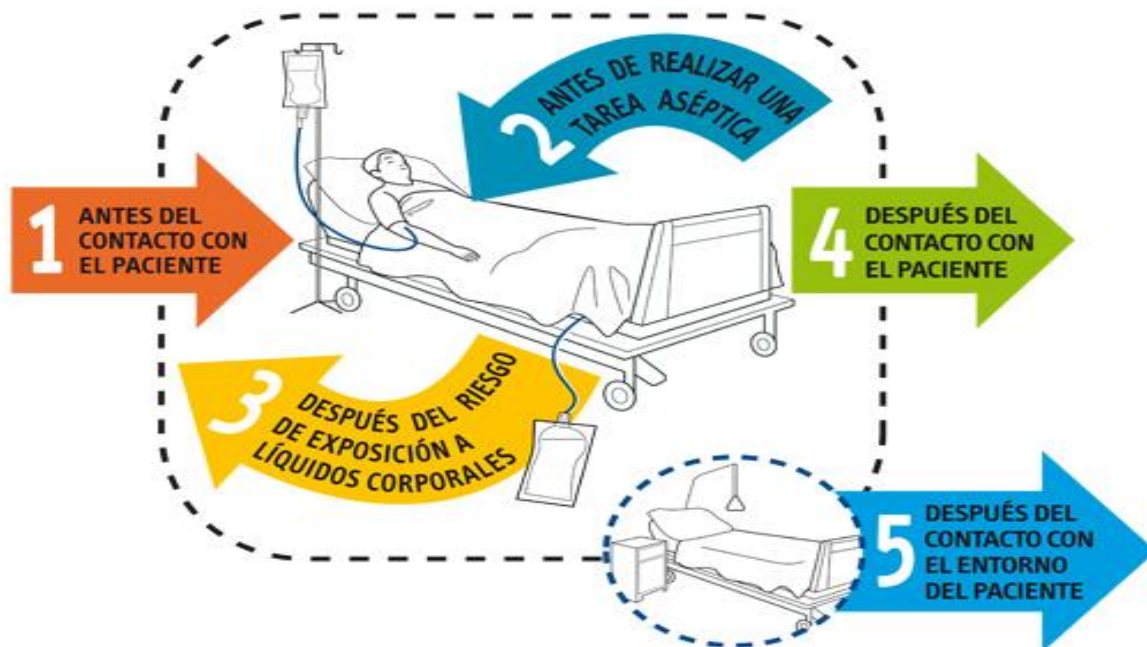 1
ANTES DEL
CONTACTO CON
EL PACIENTE
2
ANTES DE REALIZAR UNA
TAREA ASÉPTICA
3
DESPUÉS DEL RIESGO
DE EXPOSICIÓN A
LÍQUIDOS CORPORALES
4
DESPUÉS DEL
CONTACTO CON
EL PACIENTE
5
DESPUÉS DEL
CONTACTO CON
EL ENTORNO
DEL PACIENTE